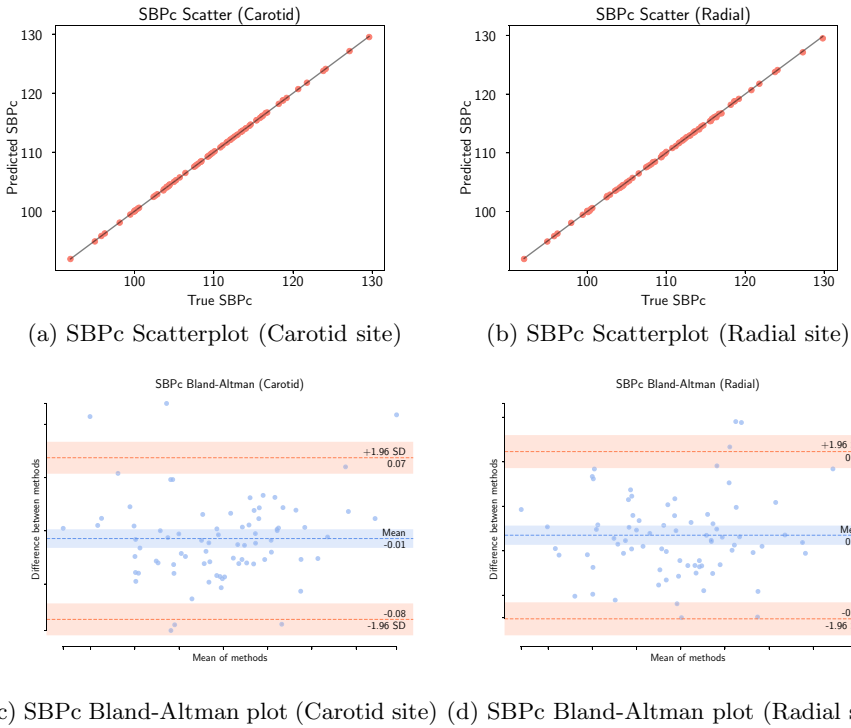 SBPc Scatter (Carotid)
130
120
110
100
Predicted SBPc
100 110 120 130
True SBPc
(a) SBPc Scatterplot (Carotid site)
SBPc Scatter (Radial)
130
120
110
100
Predicted SBPc
100 110 120 130
True SBPc
(b) SBPc Scatterplot (Radial site)
SBPc Bland-Altman (Carotid)
Difference between methods
+1.96 SD
0.07
Mean
-0.01
-0.08
-1.96 SD
Mean of methods
c) SBPc Bland-Altman plot (Carotid site)
SBPc Bland-Altman (Radial)
Difference between methods
+1.96
0.
Me
0.
-0.
-1.96
Mean of methods
(d) SBPc Bland-Altman plot (Radial s